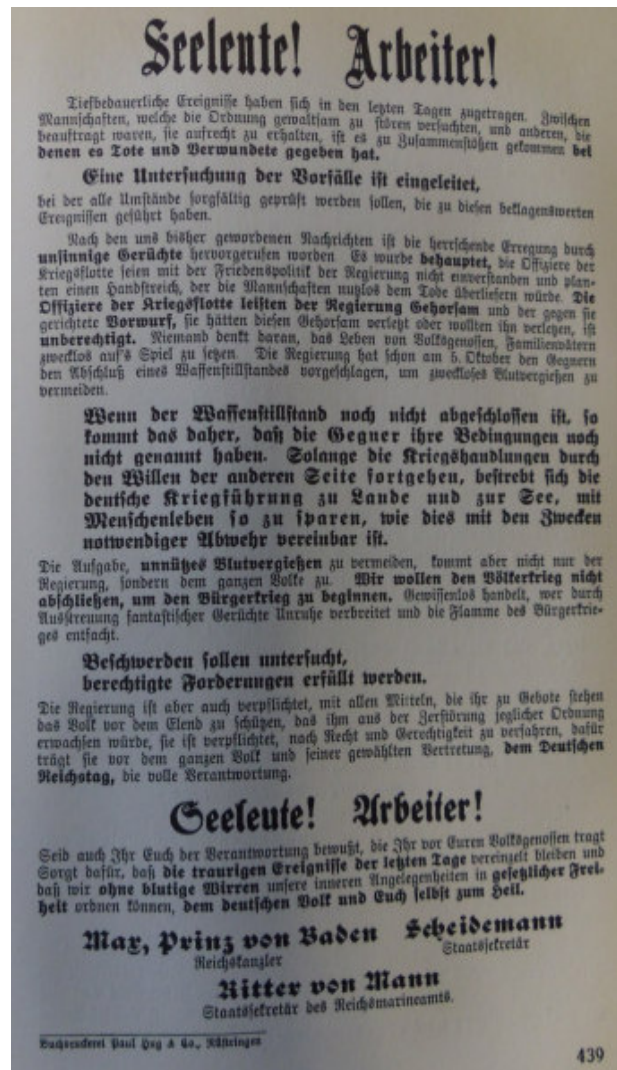 Seeleute! Arbeiter!
Tiefbedauerliche Ereignisse haben sich in den letzten Tagen zugetragen. Zwischen
Mannschaften, welche die Ordnung gewaltsam zu stören versuchten, und anderen, die
beauftragt waren, sie aufrecht zu erhalten, ist es zu Zusammenstößen gekommen bei
denen es Tote und Verwundete gegeben hat.
Eine Untersuchung der Vorfälle ist eingeleitet,
bei der alle Umstände sorgfältig geprüft werden sollen, die zu diesen beklagenswerten
Ereignissen geführt haben.
Nach den uns bisher gewordenen Nachrichten ist die herrschende Erregung durch
unsinnige Gerüchte hervorgerufen worden Es wurde behauptet, die Offiziere der
Kriegsflotte seien mit der Friedenspolitik der Regierung nicht einverstanden und plan-
ten einen Handstreich, der die Mannschaften nutzlos dem Tode überliefern würde. Die
Offiziere der Kriegsflotte leisten der Regierung Gehorsam und der gegen sie
gerichtete Vorwurf, sie hätten diesen Gehorsam verletzt oder wollten ihn verletzen, ist
unberechtigt. Niemand denkt daran, das Leben von Volksgenossen, Familienvätern
zwecklos auf's Spiel zu setzen. Die Regierung hat schon am 5. Oktober den Gegnern
den Abschluß eines Waffenstillstandes vorgeschlagen, um zweckloses Blutvergießen zu
vermeiden.
Wenn der Waffenstillstand noch nicht abgeschlossen ist, so
kommt das daher, daß die Gegner ihre Bedingungen noch
nicht genannt haben. Solange die Kriegshandlungen durch
den Willen der anderen Seite fortgehen, bestrebt sich die
deutsche Kriegführung zu Lande und zur See, mit
Menschenleben so zu sparen, wie dies mit den Zwecken
notwendiger Abwehr vereinbar ist.
Die Aufgabe, unnützes Blutvergießen zu vermeiden, kommt aber nicht nur der
Regierung, sondern dem ganzen Volke zu. Wir wollen den Völkerkrieg nicht
abschließen, um den Bürgerkrieg zu beginnen. Gewissenlos handelt, wer durch
Ausstreuung fantastischer Gerüchte Unruhe verbreitet und die Flamme des Bürgerkrie-
ges entfacht.
Beschwerden sollen untersucht,
berechtigte Forderungen erfüllt werden.
Die Regierung ist aber auch verpflichtet, mit allen Mitteln, die ihr zu Gebote stehen
das Volk vor dem Elend zu schützen, das ihm aus der Zerstörung jeglicher Ordnung
erwachsen würde, sie ist verpflichtet, nach Recht und Gerechtigkeit zu verfahren, dafür
trägt sie vor dem ganzen Volk und seiner gewählten Vertretung, dem Deutschen
Reichstag, die volle Verantwortung.
Seeleute! Arbeiter!
Seid auch Ihr Euch der Verantwortung bewußt, die Ihr vor Euren Volksgenossen tragt
Sorgt dafür, daß die traurigen Ereignisse der letzten Tage vereinzelt bleiben und
daß wir ohne blutige Wirren unsere inneren Angelegenheiten in gesetzlicher Frei-
heit ordnen können, dem deutschen Volk und Euch selbst zum Heil.
Max, Prinz von Baden Scheidemann
Reichskanzler Staatssekretär
Ritter von Mann
Staatssekretär des Reichsmarineamts.
Buchdruckerei Paul Hug & Co., Rüstringen
439